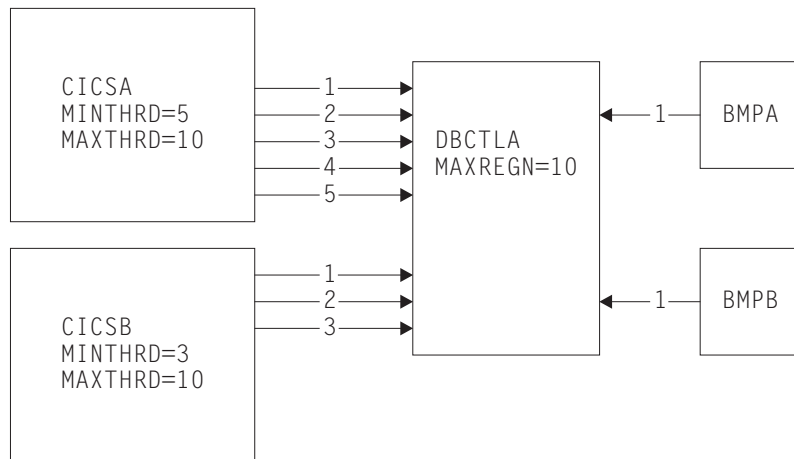 CICSA
MINTHRD=5
MAXTHRD=10
1
2
3
4
5
CICSB
MINTHRD=3
MAXTHRD=10
1
2
3
DBCTLA
MAXREGN=10
1
BMPA
1
BMPB